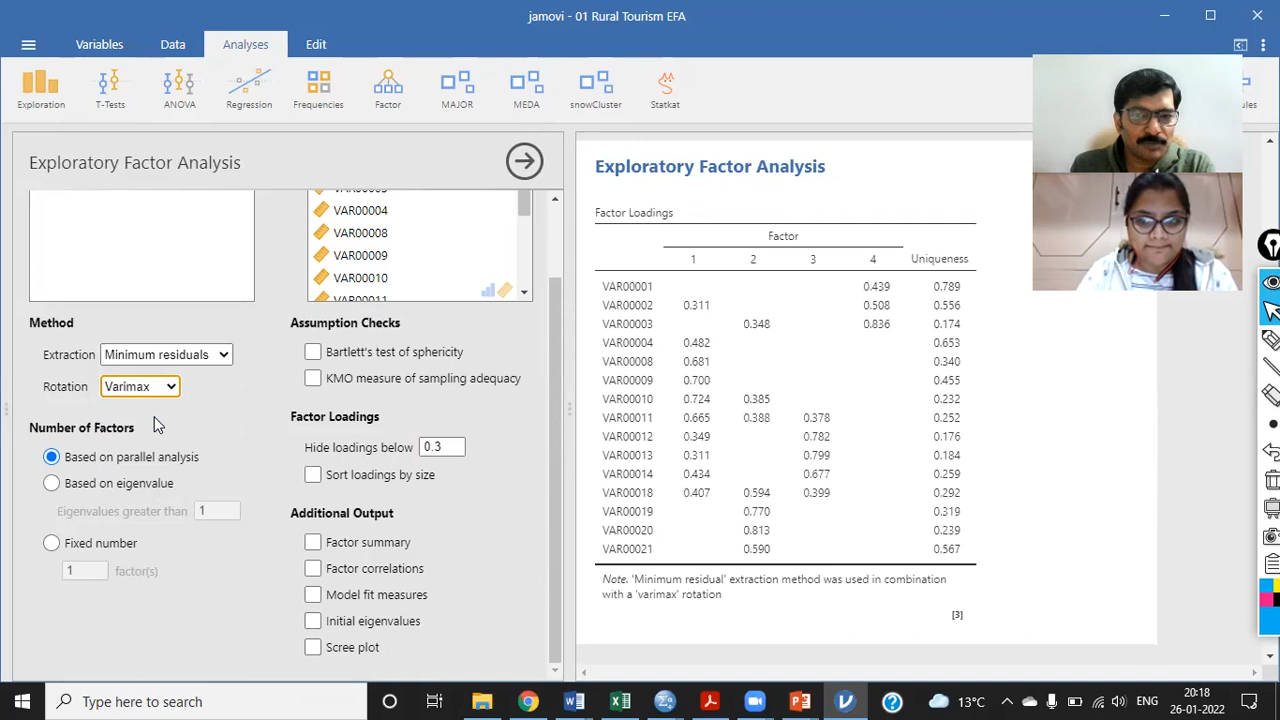 jamovi - 01 Rural Tourism EFA
Variables Data Analyses Edit
Exploration T-Tests ANOVA Regression Frequencies Factor MAJOR MEDA snowCluster Statkat
Exploratory Factor Analysis
VAR00004
VAR00008
VAR00009
VAR00010
Method
Extraction Minimum residuals
Rotation Varimax
Number of Factors
Based on parallel analysis
Based on eigenvalue
Eigenvalues greater than 1
Fixed number
1 factor(s)
Assumption Checks
Bartlett's test of sphericity
KMO measure of sampling adequacy
Factor Loadings
Hide loadings below 0.3
Sort loadings by size
Additional Output
Factor summary
Factor correlations
Model fit measures
Initial eigenvalues
Scree plot
Exploratory Factor Analysis
Factor Loadings
Factor
1 2 3 4 Uniqueness
VAR00001 0.439 0.789
VAR00002 0.311 0.508 0.556
VAR00003 0.348 0.836 0.174
VAR00004 0.482 0.653
VAR00008 0.681 0.340
VAR00009 0.700 0.455
VAR00010 0.724 0.385 0.232
VAR00011 0.665 0.388 0.378 0.252
VAR00012 0.349 0.782 0.176
VAR00013 0.311 0.799 0.184
VAR00014 0.434 0.677 0.259
VAR00018 0.407 0.594 0.399 0.292
VAR00019 0.770 0.319
VAR00020 0.813 0.239
VAR00021 0.590 0.567
Note. 'Minimum residual' extraction method was used in combination
with a 'varimax' rotation
[3]
Type here to search
13°C
ENG
20:18
26-01-2022